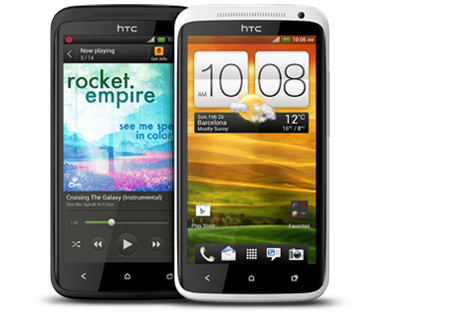 hTC
Now playing
3 / 14
Get info
rocket.
empire
see me spe
in color
Cruising The Galaxy (Instrumental)
See Me Speak In Color
hTC
10:08 AM
AM
10 08
Sun, Feb 26
Barcelona
Mostly Sunny
12°C
16° / 8°
Play Store
Favorites